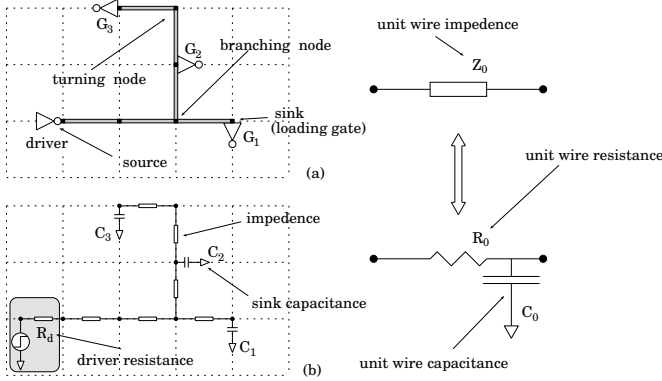 G3
turning node
G2
branching node
driver
source
sink
(loading gate)
G1
(a)
unit wire impedence
Z0
unit wire resistance
R0
C0
unit wire capacitance
C3
impedence
C2
sink capacitance
Rd
driver resistance
C1
(b)